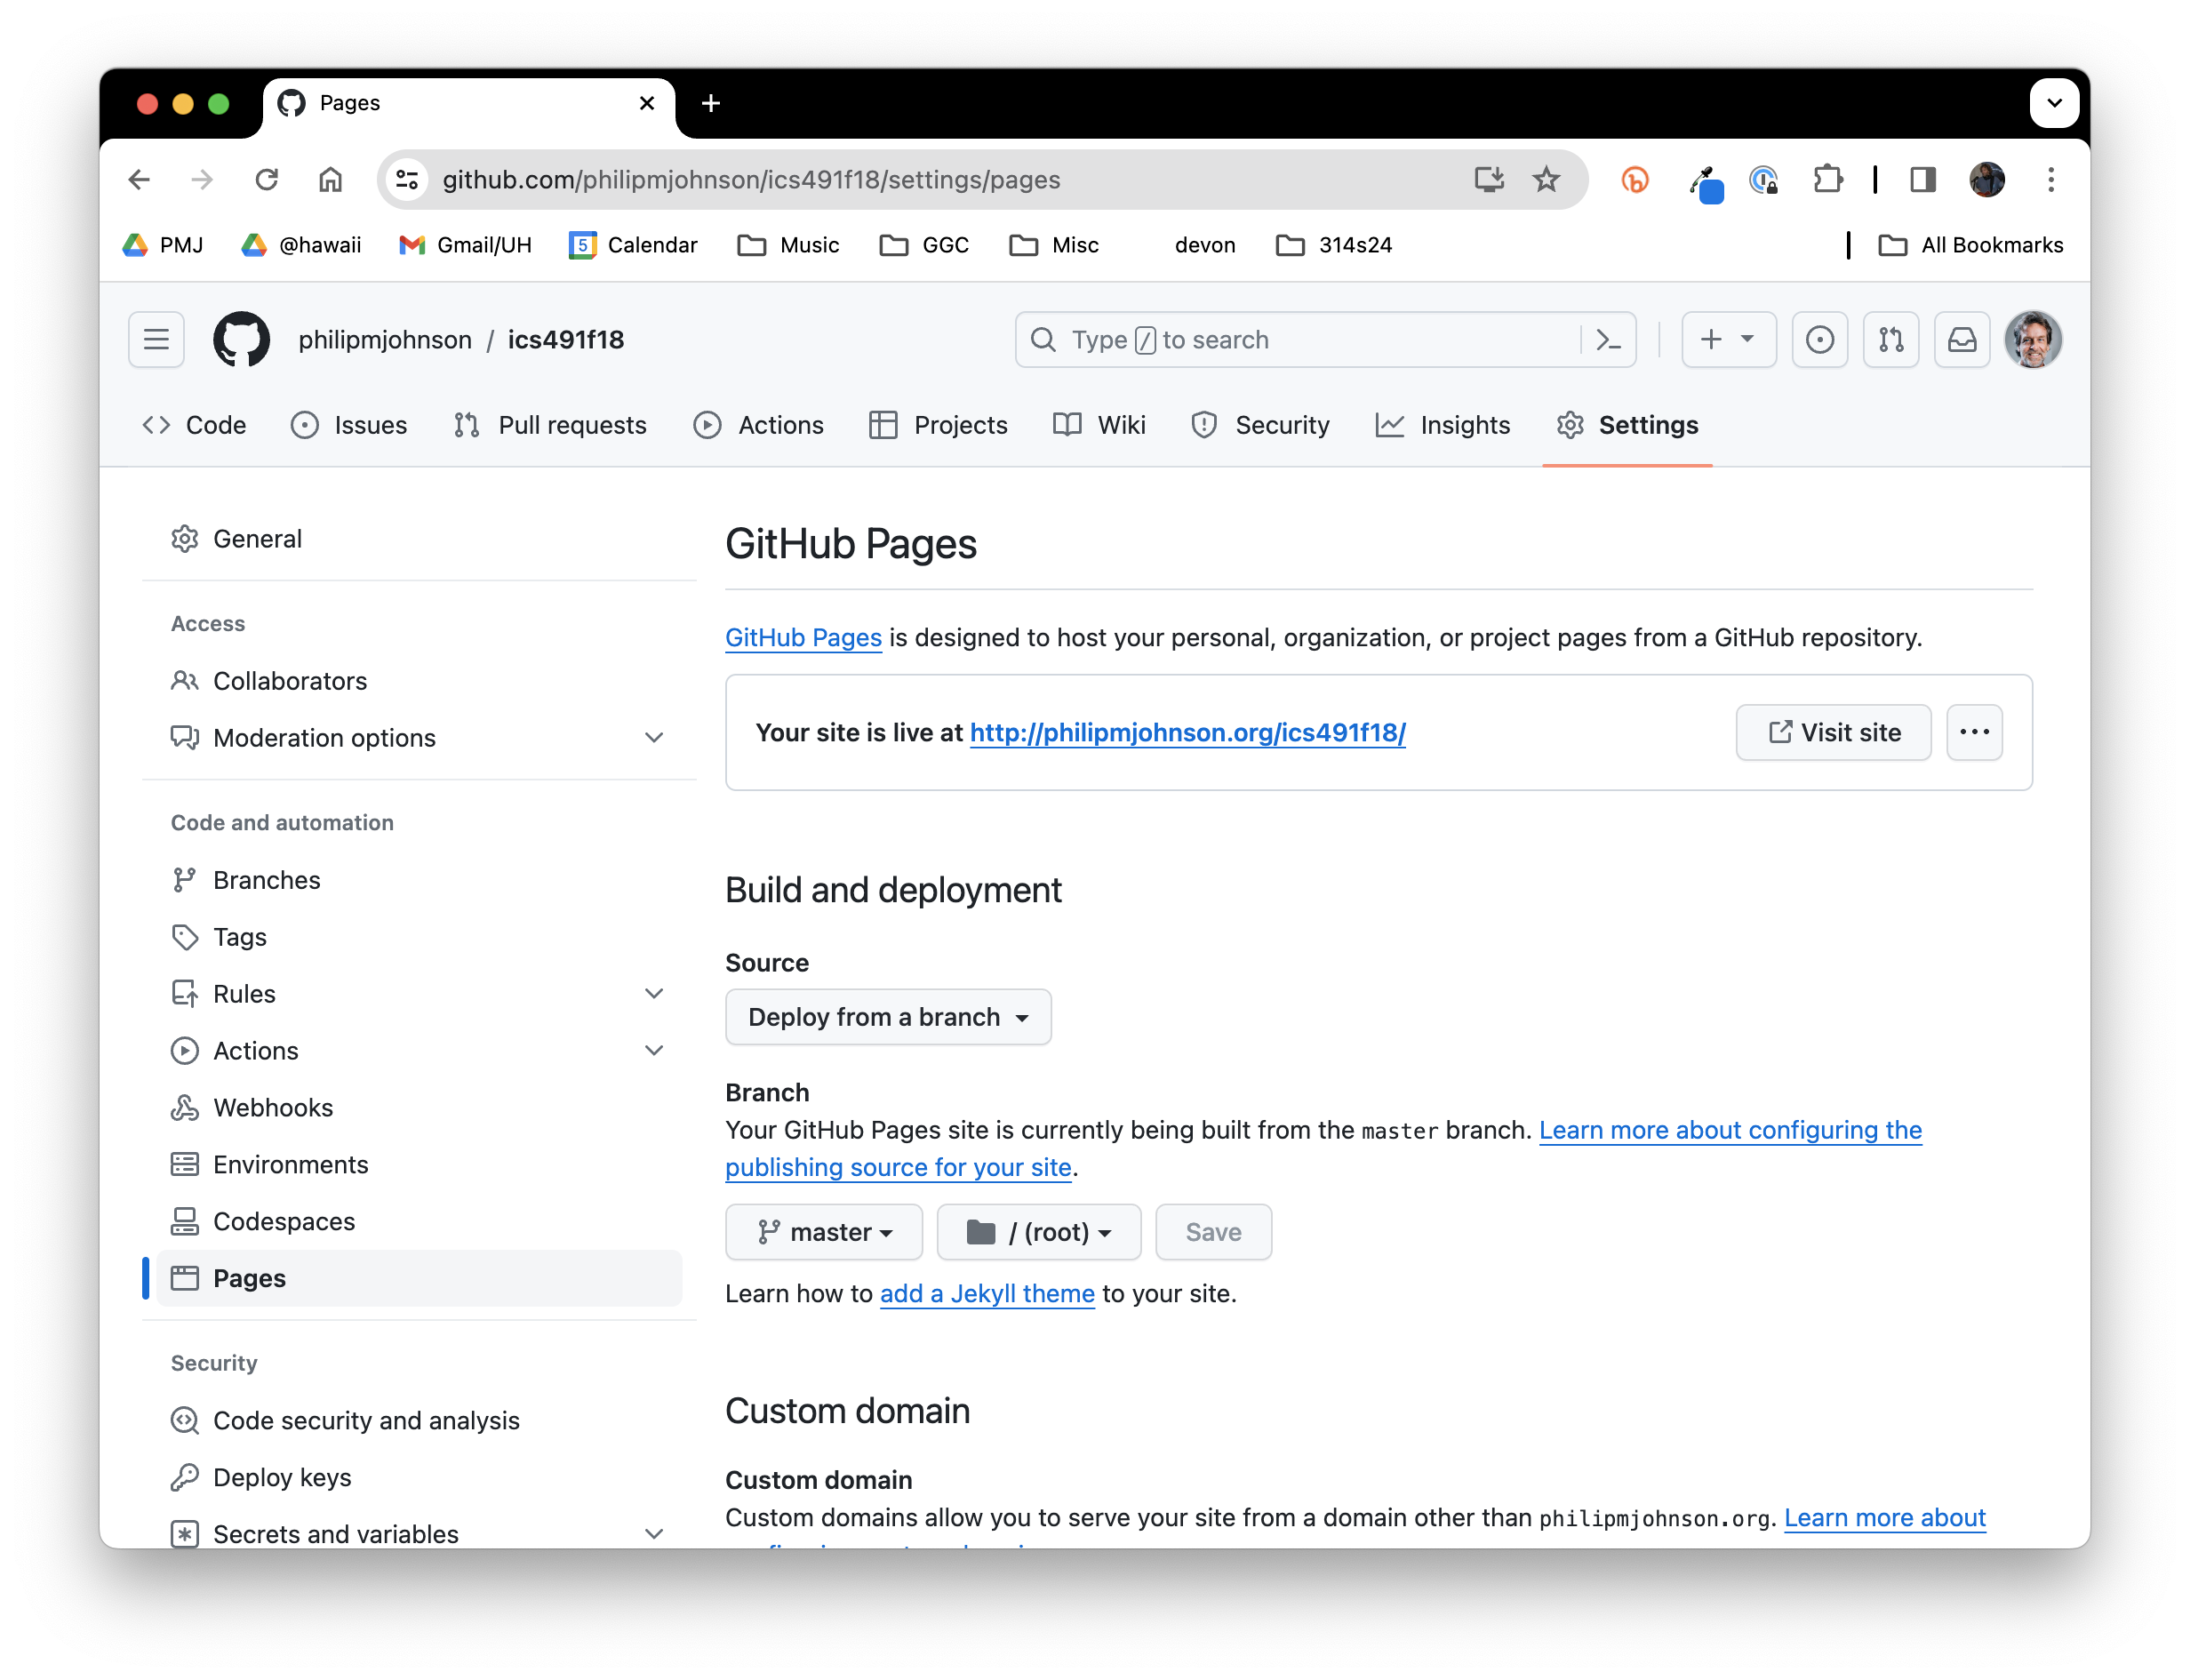 Pages
github.com/philipmjohnson/ics491f18/settings/pages
PMJ @hawaii Gmail/UH 5 Calendar Music GGC Misc devon 314s24 All Bookmarks
philipmjohnson / ics491f18 Type / to search
Code Issues Pull requests Actions Projects Wiki Security Insights Settings
General
Access
Collaborators
Moderation options
Code and automation
Branches
Tags
Rules
Actions
Webhooks
Environments
Codespaces
Pages
Security
Code security and analysis
Deploy keys
Secrets and variables
GitHub Pages
GitHub Pages is designed to host your personal, organization, or project pages from a GitHub repository.
Your site is live at http://philipmjohnson.org/ics491f18/ Visit site
Build and deployment
Source
Deploy from a branch
Branch
Your GitHub Pages site is currently being built from the master branch. Learn more about configuring the
publishing source for your site.
master / (root) Save
Learn how to add a Jekyll theme to your site.
Custom domain
Custom domain
Custom domains allow you to serve your site from a domain other than philipmjohnson.org. Learn more about